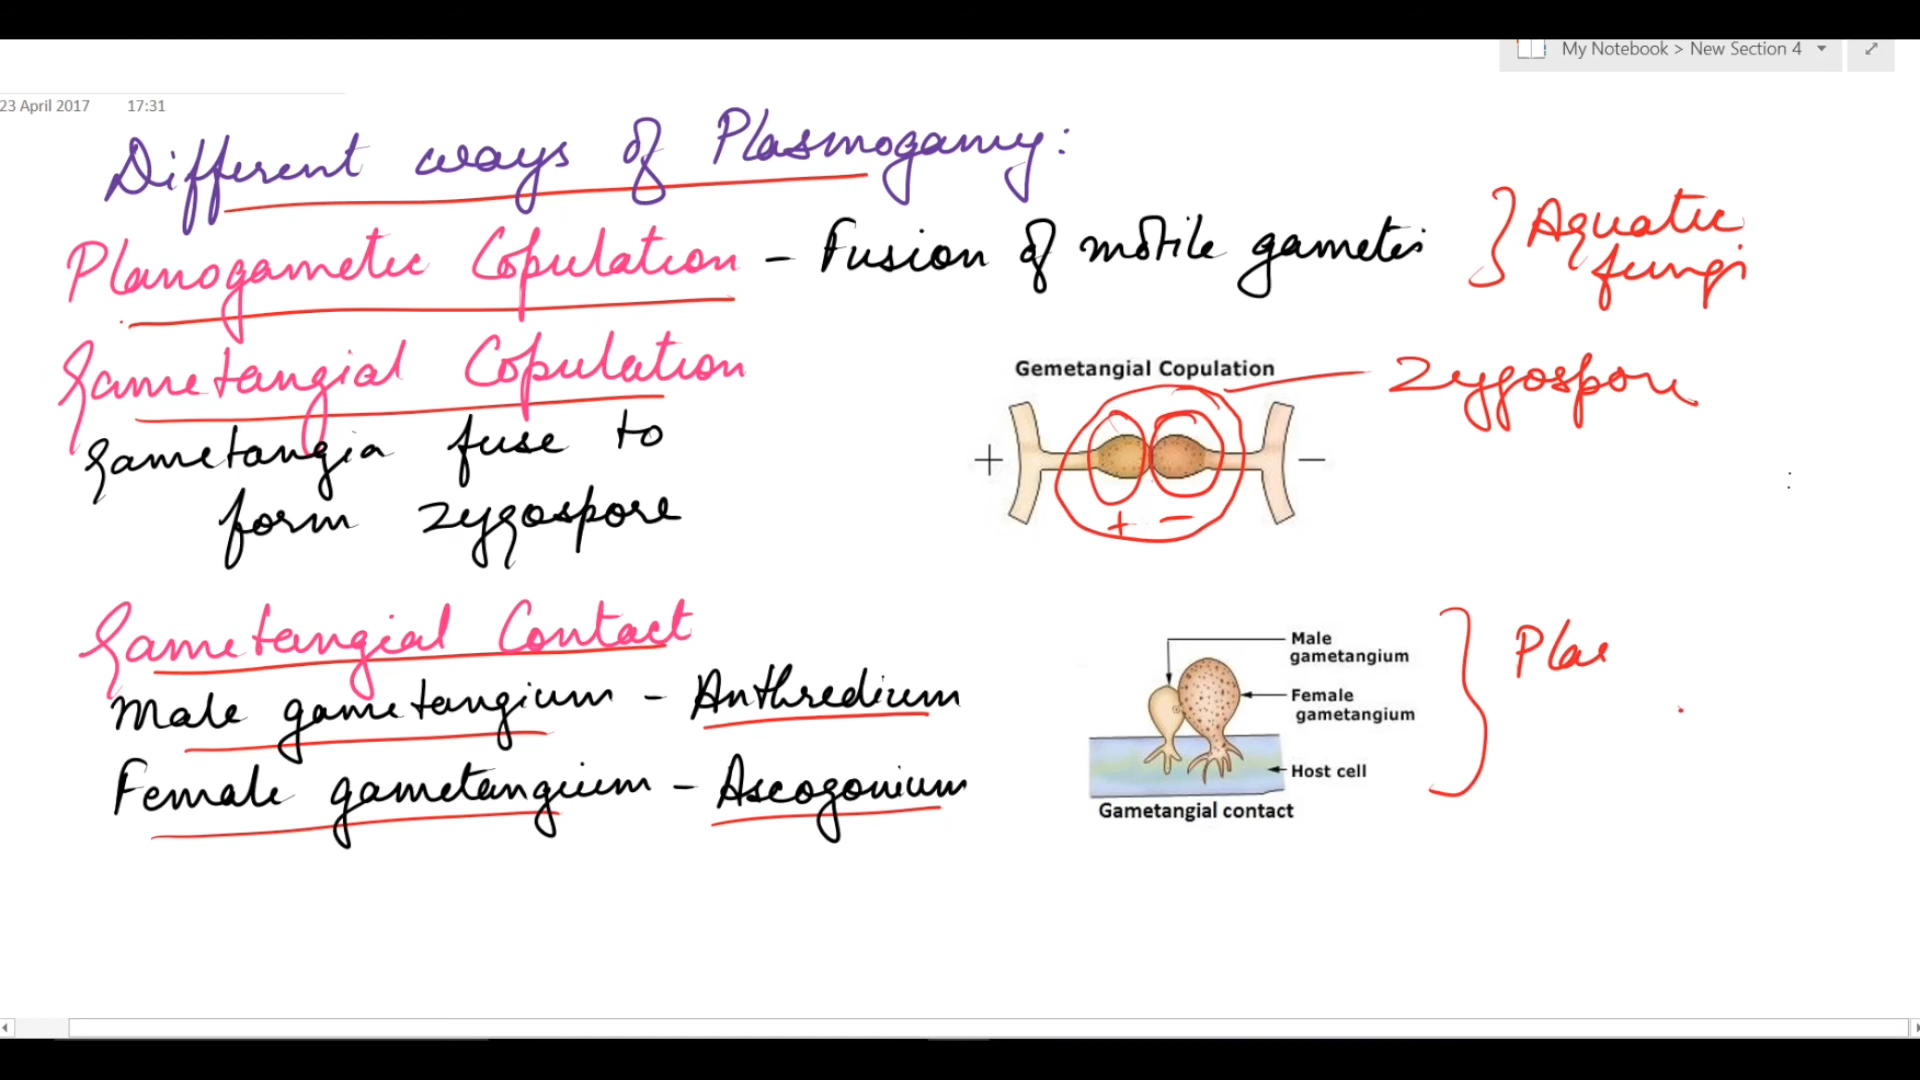 My Notebook > New Section 4
23 April 2017 17:31
Different ways of Plasmogamy:
Planogametic Copulation - Fusion of motile gametes } Aquatic fungi
Gametangial Copulation
Gemetangial Copulation
Zygospore
Gametangia fuse to
form zygospore
+ -
+ -
Gametangial Contact
Male gametangium - Anthredium
Female gametangium - Ascogonium
Male
gametangium
Female
gametangium
Host cell
Gametangial contact
Plas